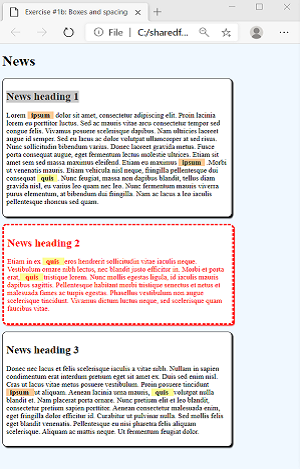 Exercise #1b: Boxes and spacing
File | C:/sharedf...
News
News heading 1
Lorem ipsum dolor sit amet, consectetur adipiscing elit. Proin lacinia
lorem eu porttitor luctus. Sed ac mauris vitae arcu consectetur tempor sed
congue felis. Vivamus posuere scelerisque dapibus. Nam ultricies laoreet
augue id semper. Sed eu lacus ac dolor volutpat ullamcorper at sed risus.
Nunc sollicitudin bibendum varius. Donec laoreet gravida metus. Fusce
porta consequat augue, eget fermentum lectus molestie ultrices. Etiam sit
amet sem sed massa maximus eleifend. Etiam eu maximus ipsum. Morbi
ut venenatis mauris. Etiam vehicula nisl neque, fringilla pellentesque dui
consequat quis. Nunc feugiat, massa non dapibus blandit, tellus diam
gravida nisl, eu varius leo quam nec leo. Nunc fermentum mauris viverra
purus elementum, at bibendum dui fringilla. Nam ac lacus a leo iaculis
pellentesque rhoncus sed quam.
News heading 2
Etiam in ex quis eros hendrerit sollicitudin vitae iaculis neque.
Vestibulum ornare nibh lectus, nec blandit justo efficitur in. Morbi et porta
erat, quis tristique lorem. Nunc mollis egestas ligula, id iaculis mauris
dapibus sagittis. Pellentesque habitant morbi tristique senectus et netus et
malesuada fames ac turpis egestas. Phasellus vestibulum non augue
scelerisque tincidunt. Vivamus dictum luctus neque, sed scelerisque quam
faucibus vitae.
News heading 3
Donec nec lacus et felis scelerisque iaculis a vitae nibh. Nullam in sapien
condimentum erat interdum pretium eget sit amet ex. Duis sed enim nisl.
Cras ut lacus vitae metus posuere vestibulum. Proin posuere tincidunt
ipsum ut aliquam. Aenean lacinia urna mauris, quis volutpat nulla
blandit et. Nam placerat porta ornare. Nunc pretium elit et leo blandit,
consectetur pretium sapien porttitor. Aenean consectetur malesuada enim,
eget fringilla dolor efficitur id. Curabitur ut pulvinar nulla. Sed mollis felis
eget blandit venenatis. Pellentesque eu nisi pharetra felis aliquam
scelerisque. Aliquam ac mattis neque. Ut fermentum feugiat dolor.